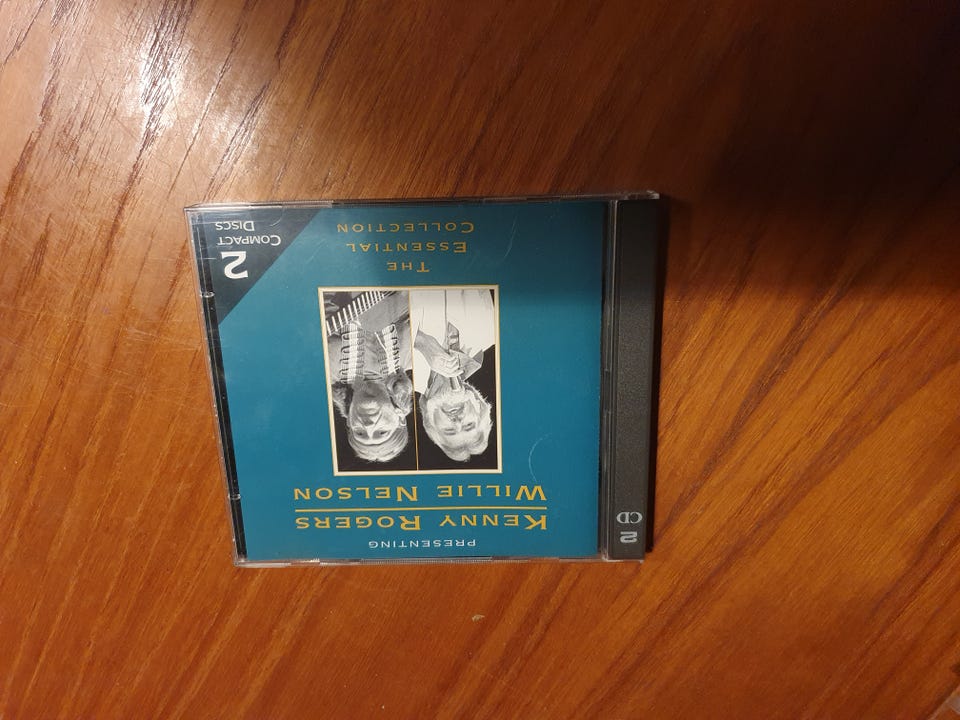 PRESENTING
KENNY ROGERS
WILLIE NELSON
THE
ESSENTIAL
COLLECTION
2
COMPACT
DISCS
2
CD